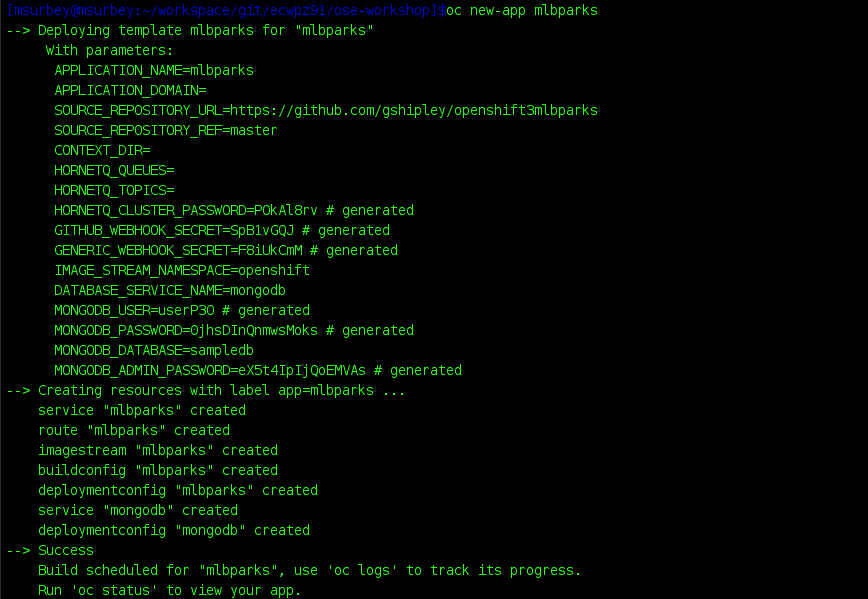 [msurbey@msurbey:~/workspace/git/ecwpz91/ose-workshop]$oc new-app mlbparks
--> Deploying template mlbparks for "mlbparks"
With parameters:
APPLICATION_NAME=mlbparks
APPLICATION_DOMAIN=
SOURCE_REPOSITORY_URL=https://github.com/gshipley/openshift3mlbparks
SOURCE_REPOSITORY_REF=master
CONTEXT_DIR=
HORNETQ_QUEUES=
HORNETQ_TOPICS=
HORNETQ_CLUSTER_PASSWORD=POkAl8rv # generated
GITHUB_WEBHOOK_SECRET=SpB1vGQJ # generated
GENERIC_WEBHOOK_SECRET=F8iUkCmM # generated
IMAGE_STREAM_NAMESPACE=openshift
DATABASE_SERVICE_NAME=mongodb
MONGODB_USER=userP3O # generated
MONGODB_PASSWORD=0jhsDInQnmwsMoks # generated
MONGODB_DATABASE=sampledb
MONGODB_ADMIN_PASSWORD=eX5t4IpIjQoEMVAs # generated
--> Creating resources with label app=mlbparks ...
service "mlbparks" created
route "mlbparks" created
imagestream "mlbparks" created
buildconfig "mlbparks" created
deploymentconfig "mlbparks" created
service "mongodb" created
deploymentconfig "mongodb" created
--> Success
Build scheduled for "mlbparks", use 'oc logs' to track its progress.
Run 'oc status' to view your app.